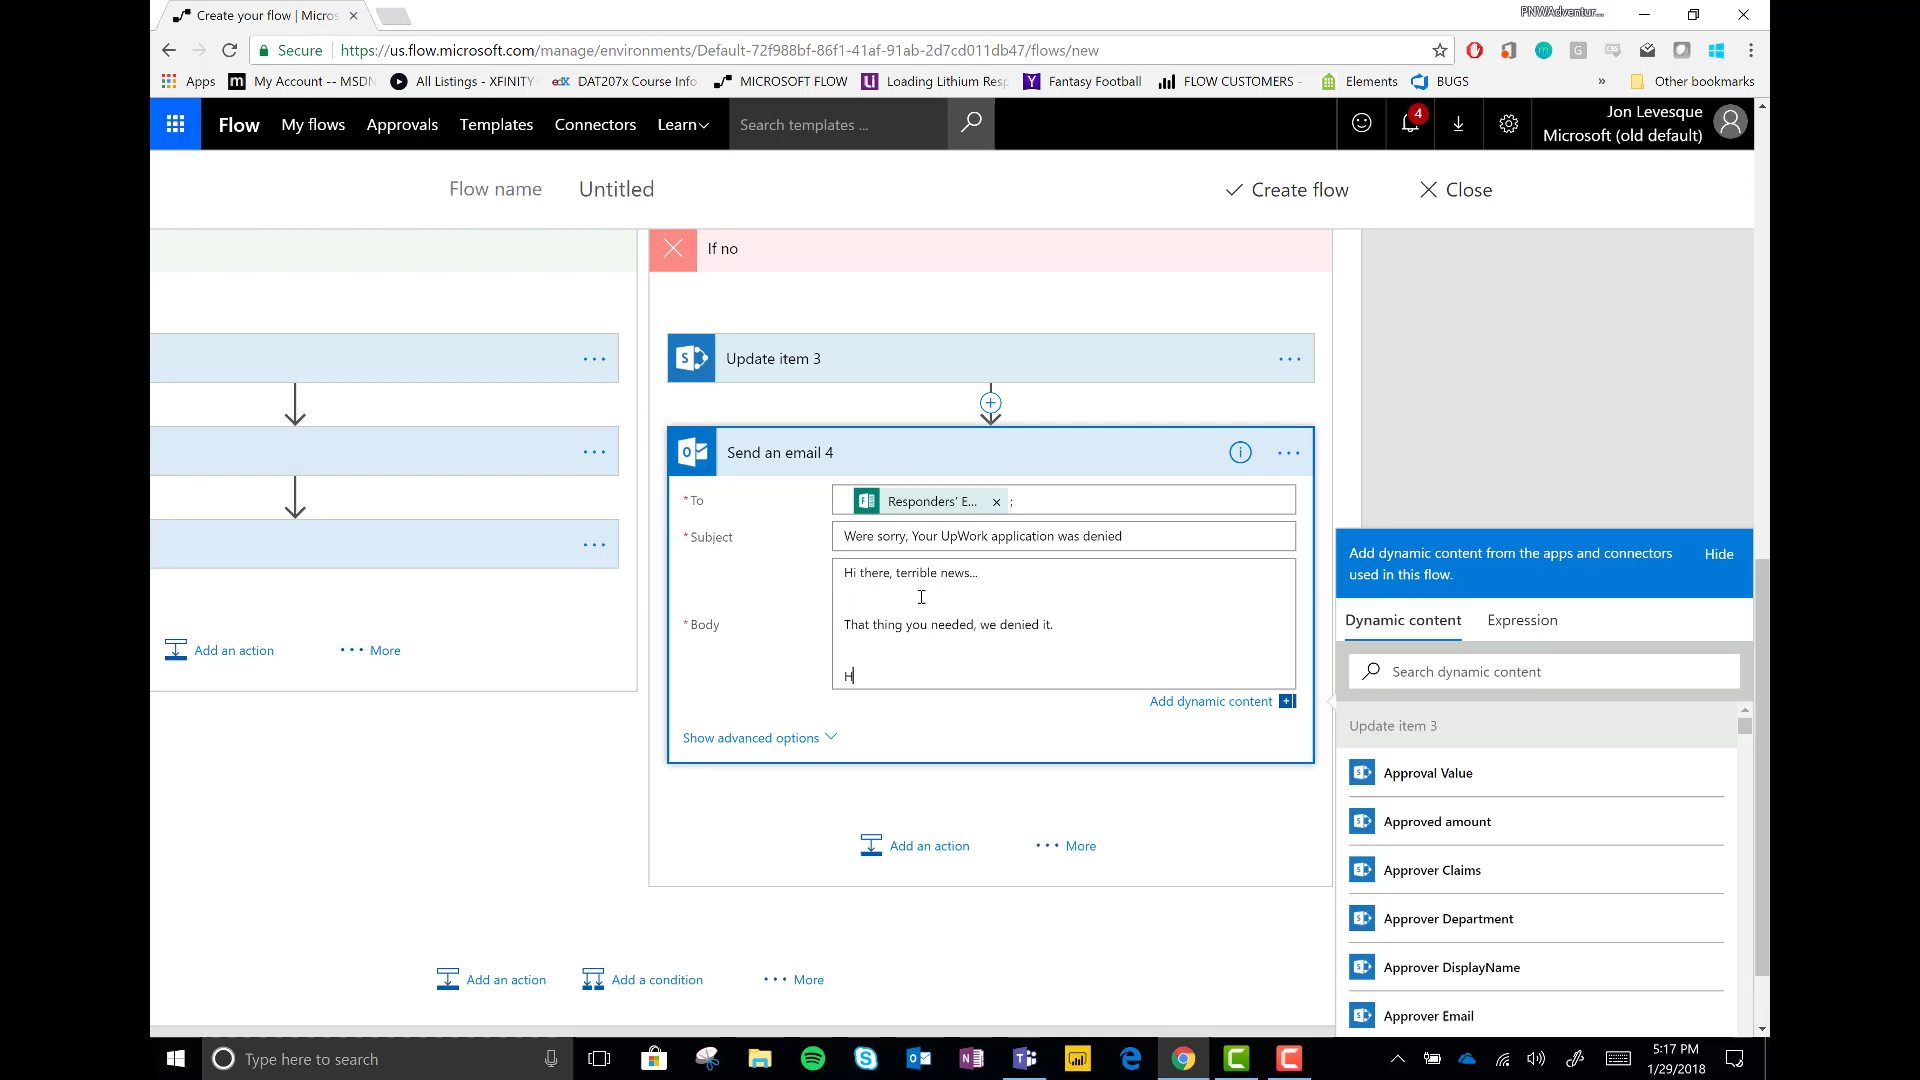 Create your flow | Micros
PNWAdventur...
Secure
https://us.flow.microsoft.com/manage/environments/Default-72f988bf-86f1-41af-91ab-2d7cd011db47/flows/new
Apps
My Account -- MSDN
All Listings - XFINITY
DAT207x Course Info
MICROSOFT FLOW
Loading Lithium Resp
Fantasy Football
FLOW CUSTOMERS -
Elements
BUGS
»
Other bookmarks
Flow
My flows
Approvals
Templates
Connectors
Learn
Search templates ...
4
Jon Levesque
Microsoft (old default)
Flow name
Untitled
Create flow
Close
If no
Update item 3
Send an email 4
* To
Responders' E... × ;
* Subject
Were sorry, Your UpWork application was denied
* Body
Hi there, terrible news...
That thing you needed, we denied it.
H
Add dynamic content
Show advanced options
Add an action
More
Add an action
More
Add an action
Add a condition
More
Add dynamic content from the apps and connectors
used in this flow.
Hide
Dynamic content
Expression
Search dynamic content
Update item 3
Approval Value
Approved amount
Approver Claims
Approver Department
Approver DisplayName
Approver Email
Type here to search
5:17 PM
1/29/2018